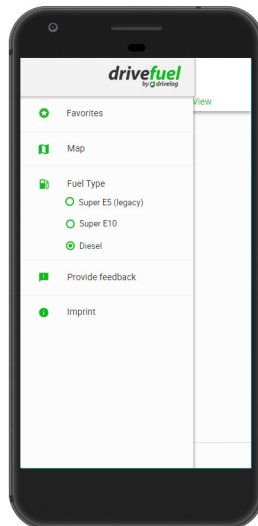 drivefuel
by drivelog
View
Favorites
Map
Fuel Type
Super E5 (legacy)
Super E10
Diesel
Provide feedback
Imprint